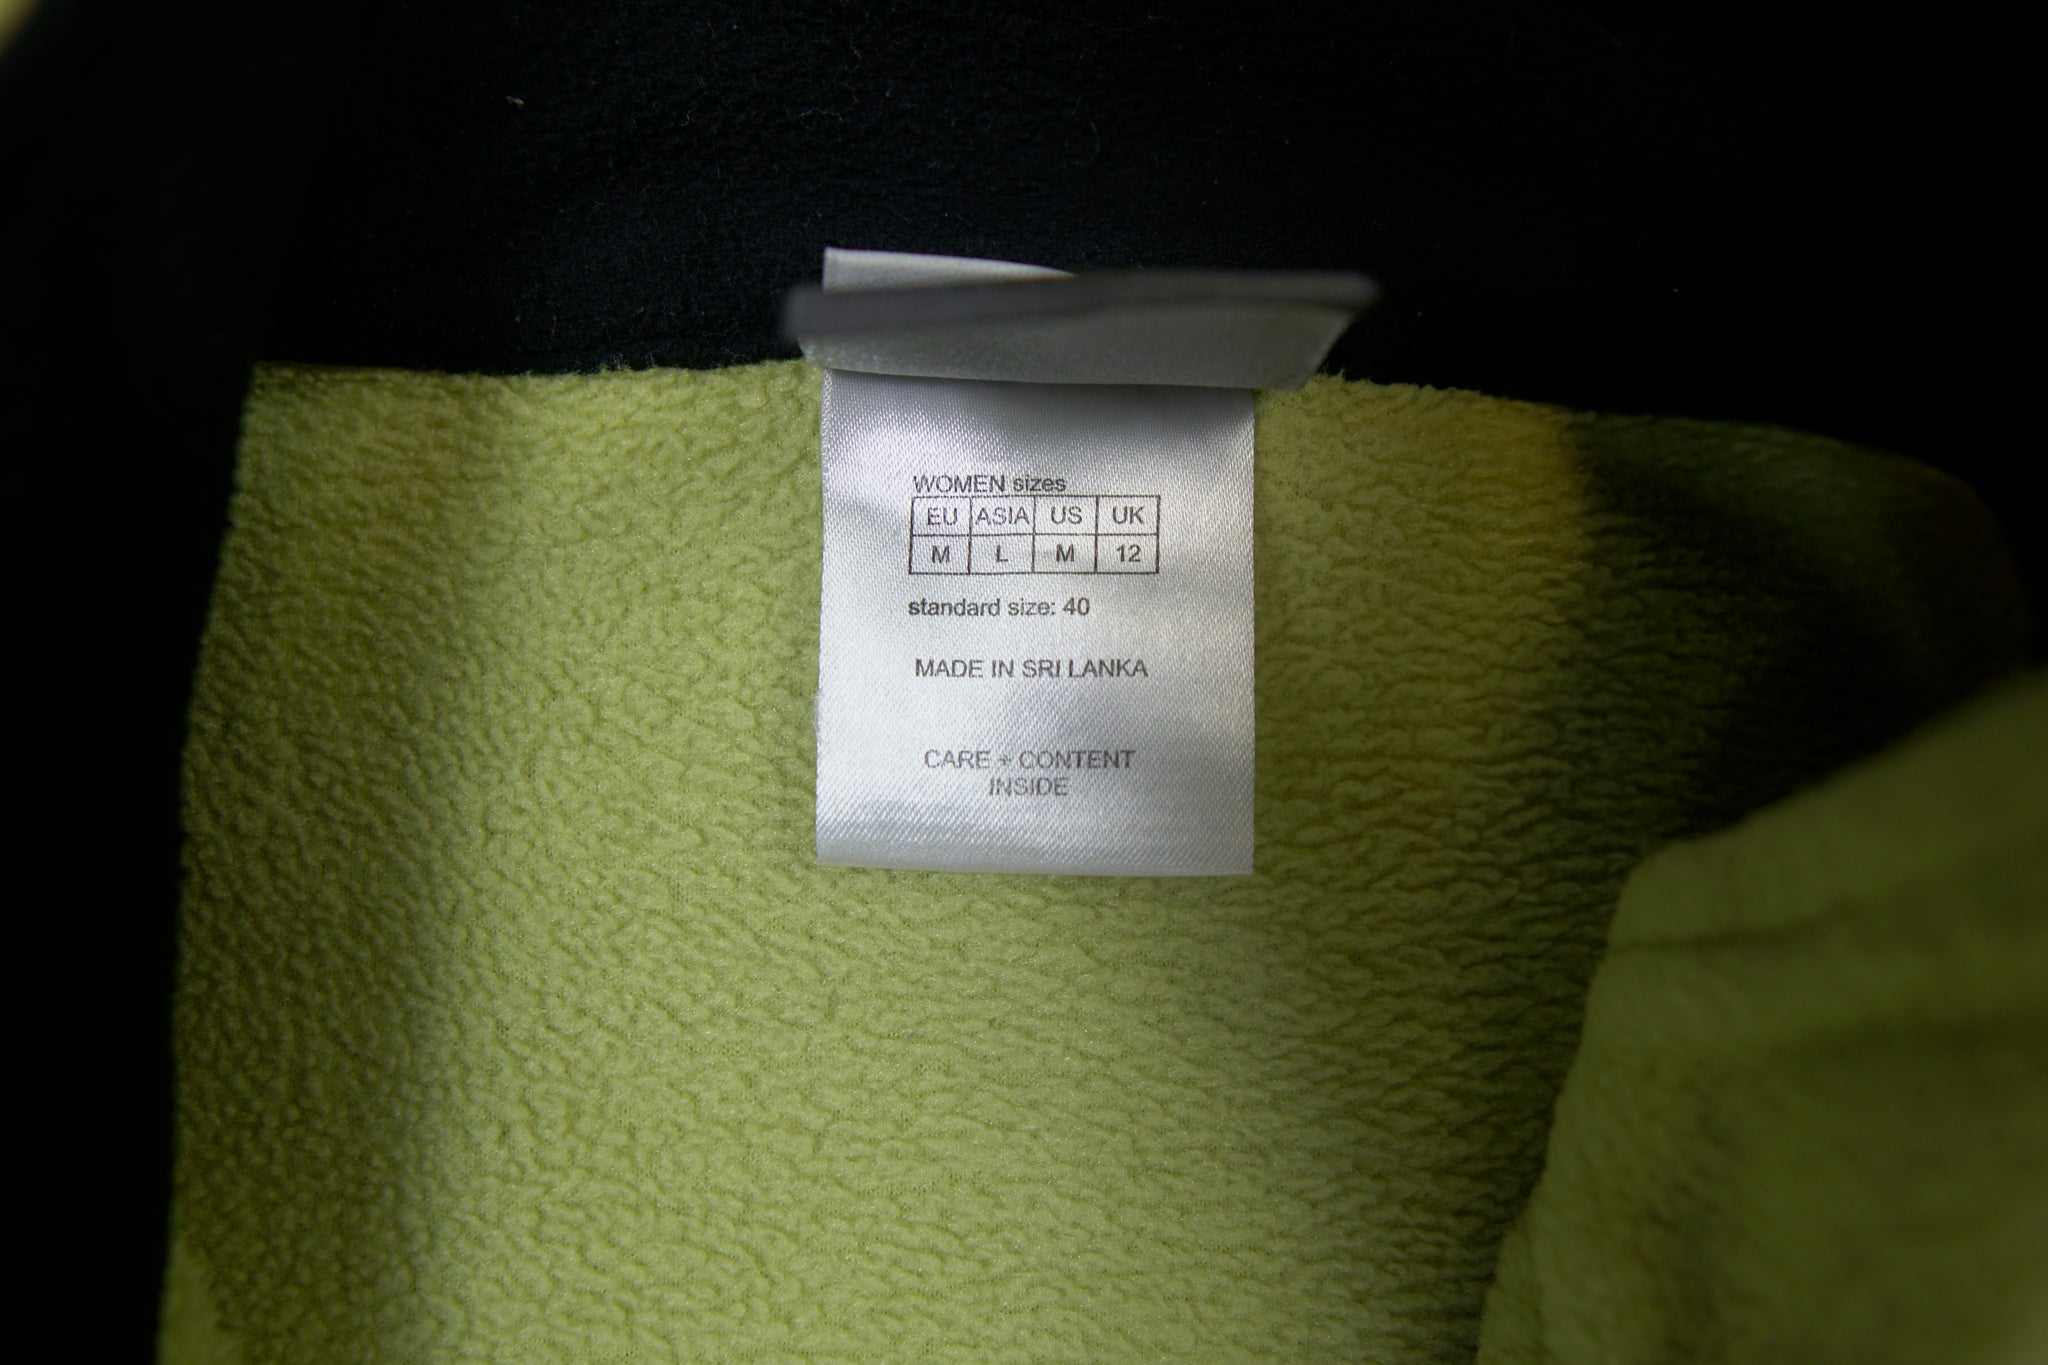 WOMEN sizes
EU ASIA US UK
M L M 12
standard size: 40
MADE IN SRI LANKA
CARE + CONTENT
INSIDE